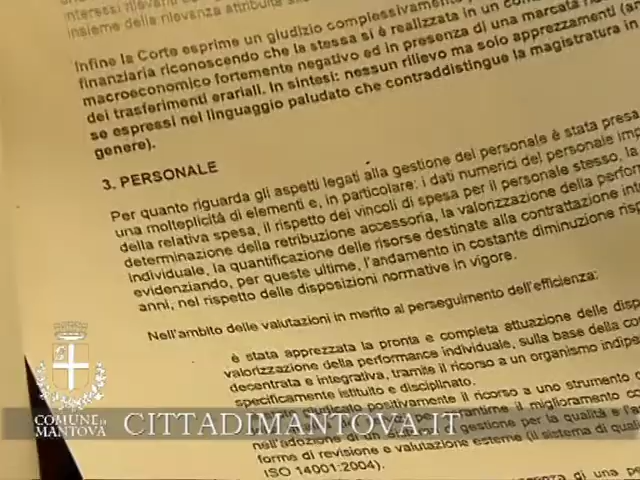 interessi rilevanti
insieme della rilevanza attribuita
Infine la Corte esprime un giudizio complessivamente
finanziaria riconoscendo che la stessa si è realizzata in un
macroeconomico fortemente negativo ed in presenza di una marcata
dei trasferimenti erariali. In sintesi: nessun rilievo ma solo apprezzamenti
se espressi nel linguaggio paludato che contraddistingue la magistratura in
genere).
3. PERSONALE
Per quanto riguarda gli aspetti legati alla gestione del personale è stata presa
una molteplicità di elementi e, in particolare: i dati numerici del personale
della relativa spesa, il rispetto dei vincoli di spesa per il personale stesso, la
determinazione della retribuzione accessoria, la valorizzazione della
individuale, la quantificazione delle risorse destinate alla contrattazione
evidenziando, per queste ultime, l'andamento in costante diminuzione
anni, nel rispetto delle disposizioni normative in vigore.
Nell'ambito delle valutazioni in merito al perseguimento dell'efficienza:
è stata apprezzata la pronta e completa attuazione delle
valorizzazione della performance individuale, sulla base della
decentrata e integrativa, tramite il ricorso a un organismo
specificamente istituito e disciplinato.
giudicato positivamente il ricorso a uno strumento
il miglioramento
nell'adozione di un gestione per la qualità e
forme di revisione e valutazione esterne (il sistema di
ISO 14001:2004).
di una
COMUNE DI
MANTOVA
CITTADIMANTOVA.IT